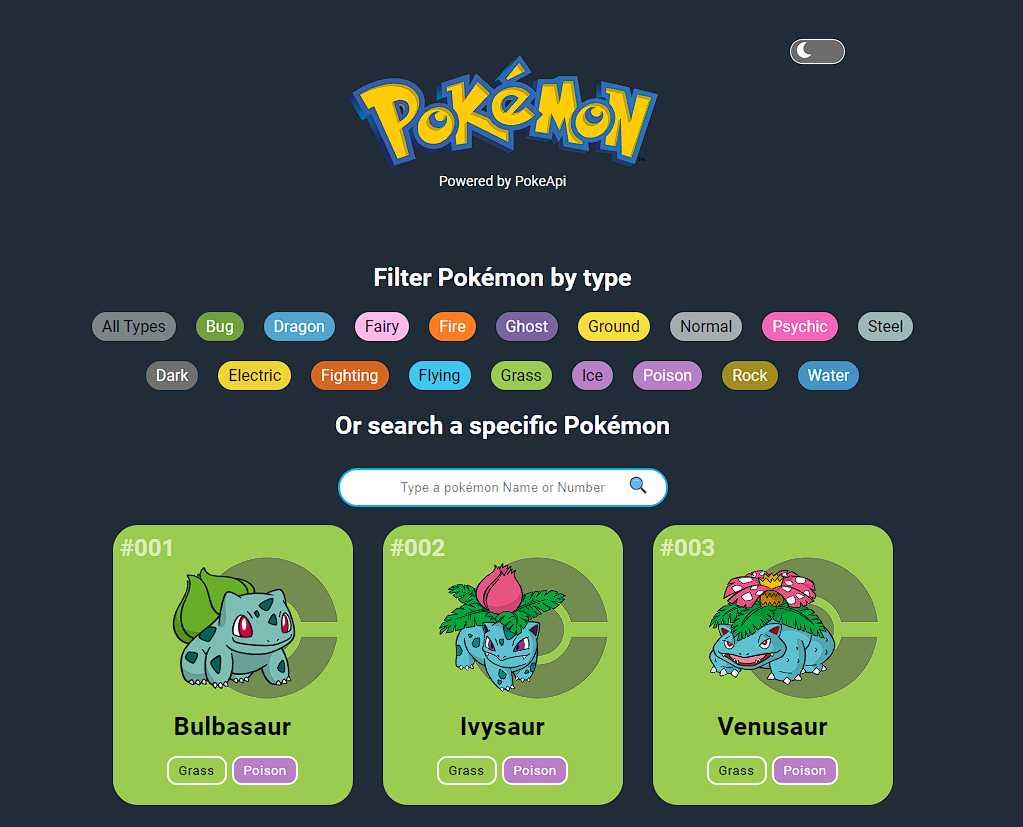 POKéMON
Powered by PokeApi
Filter Pokémon by type
All Types Bug Dragon Fairy Fire Ghost Ground Normal Psychic Steel
Dark Electric Fighting Flying Grass Ice Poison Rock Water
Or search a specific Pokémon
Type a pokémon Name or Number
#001 #002 #003
Bulbasaur Ivysaur Venusaur
Grass Poison Grass Poison Grass Poison